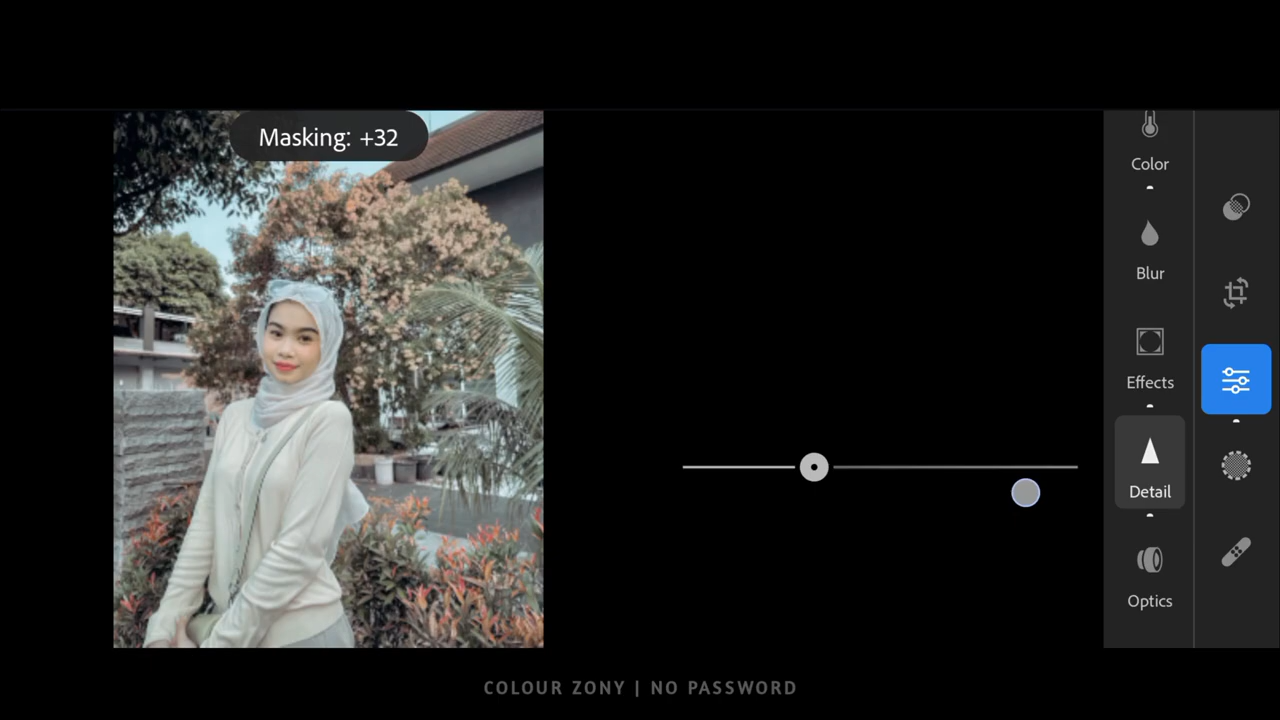 Masking: +32
Color
Blur
Effects
Detail
Optics
COLOUR ZONY | NO PASSWORD